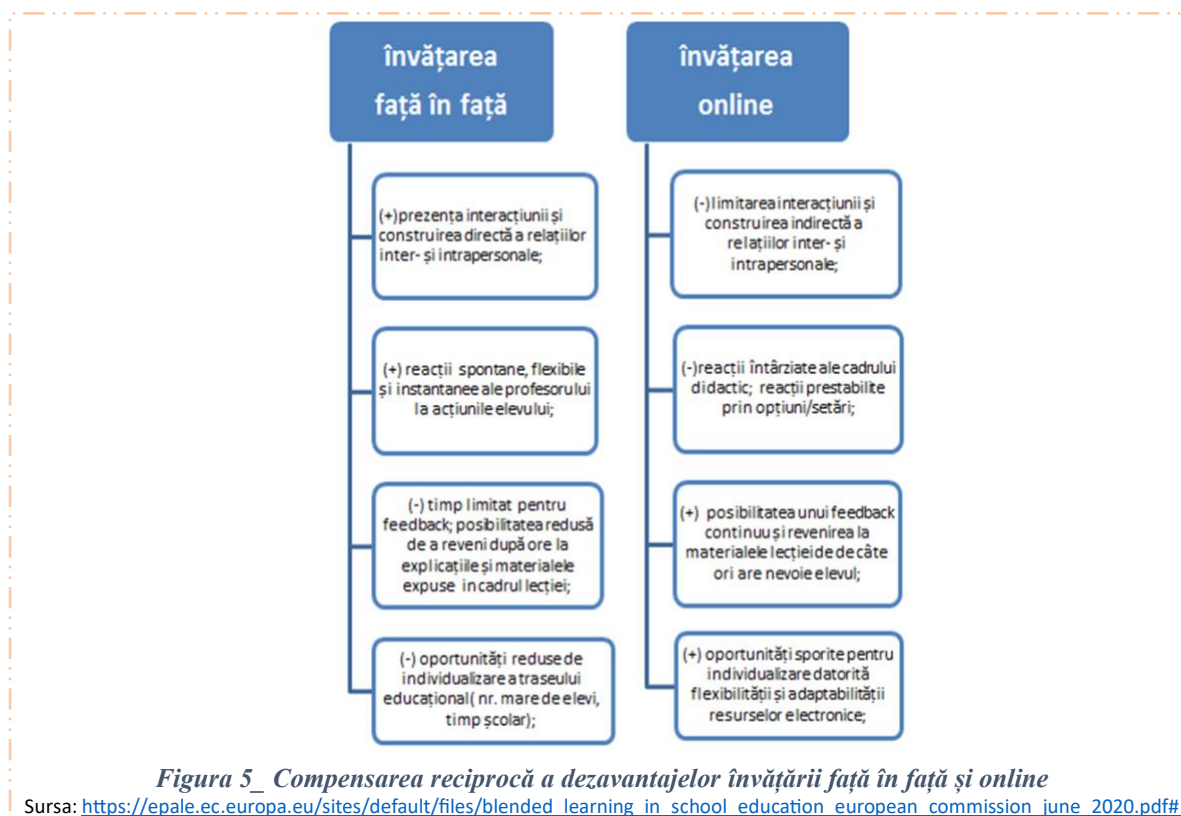 învățarea
față în față
(+)prezența interacțiunii și
construirea directă a relațiilor
inter- și intrapersonale;
(+) reacții spontane, flexibile
și instantanee ale profesorului
la acțiunile elevului;
(-) timp limitat pentru
feedback; posibilitatea redusă
de a reveni după ore la
explicațiile și materialele
expuse in cadrul lecției;
(-) oportunități reduse de
individualizare a traseului
educațional( nr. mare de elevi,
timp școlar);
învățarea
online
(-)limitarea interacțiunii și
construirea indirectă a
relațiilor inter- și
intrapersonale;
(-)reacții întârziate ale cadrului
didactic; reacții prestabilite
prin opțiuni/setări;
(+) posibilitatea unui feedback
continuu și revenirea la
materialele lecției de de câte
ori are nevoie elevul;
(+) oportunități sporite pentru
individualizare datorită
flexibilității și adaptabilității
resurselor electronice;
Figura 5_ Compensarea reciprocă a dezavantajelor învățării față în față și online
Sursa: https://epale.ec.europa.eu/sites/default/files/blended_learning_in_school_education_european_commission_june_2020.pdf#